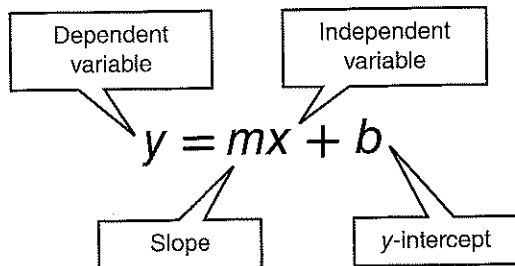 Dependent
variable
Independent
variable
y = mx + b
Slope
y-intercept